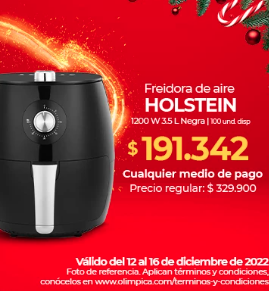 Freidora de aire
HOLSTEIN
1200 W 3.5 L Negra | 100 und. disp
$ 191.342
Cualquier medio de pago
Precio regular: $ 329.900
Válido del 12 al 16 de diciembre de 2022
Foto de referencia. Aplican términos y condiciones,
conócelos en www.olimpica.com/terminos-y-condiciones